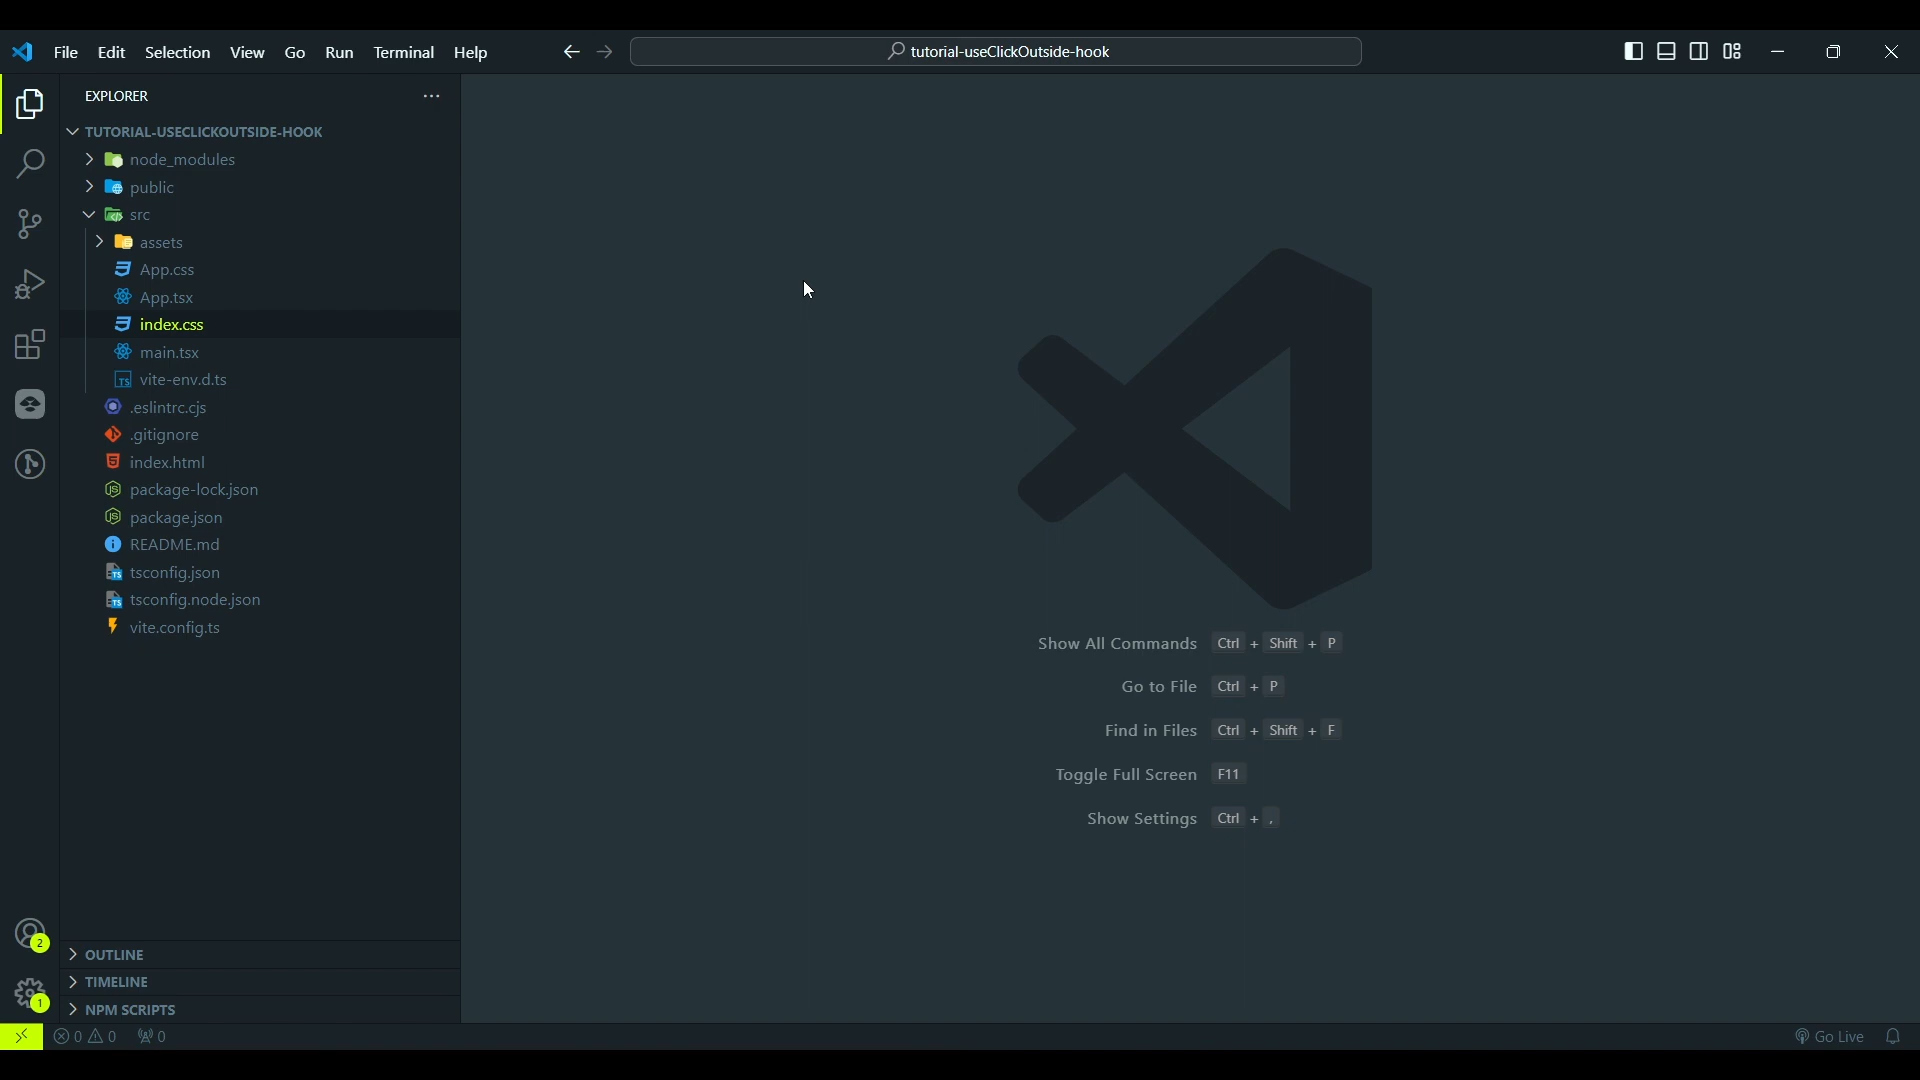 File Edit Selection View Go Run Terminal Help
tutorial-useClickOutside-hook
EXPLORER
TUTORIAL-USECLICKOUTSIDE-HOOK
node_modules
public
src
assets
App.css
App.tsx
index.css
main.tsx
TS vite-env.d.ts
.eslintrc.cjs
.gitignore
index.html
package-lock.json
package.json
README.md
tsconfig.json
tsconfig.node.json
vite.config.ts
Show All Commands Ctrl + Shift + P
Go to File Ctrl + P
Find in Files Ctrl + Shift + F
Toggle Full Screen F11
Show Settings Ctrl + ,
2
OUTLINE
TIMELINE
1
NPM SCRIPTS
0 0 0 Go Live